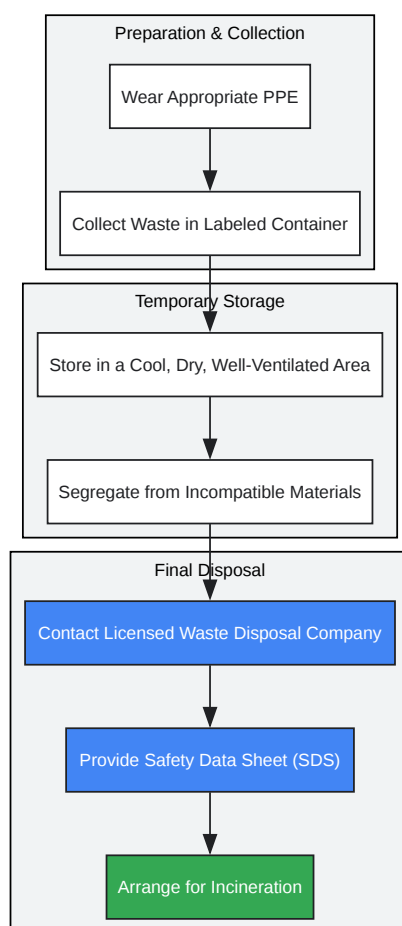 Preparation & Collection
Wear Appropriate PPE
Collect Waste in Labeled Container
Temporary Storage
Store in a Cool, Dry, Well-Ventilated Area
Segregate from Incompatible Materials
Final Disposal
Contact Licensed Waste Disposal Company
Provide Safety Data Sheet (SDS)
Arrange for Incineration